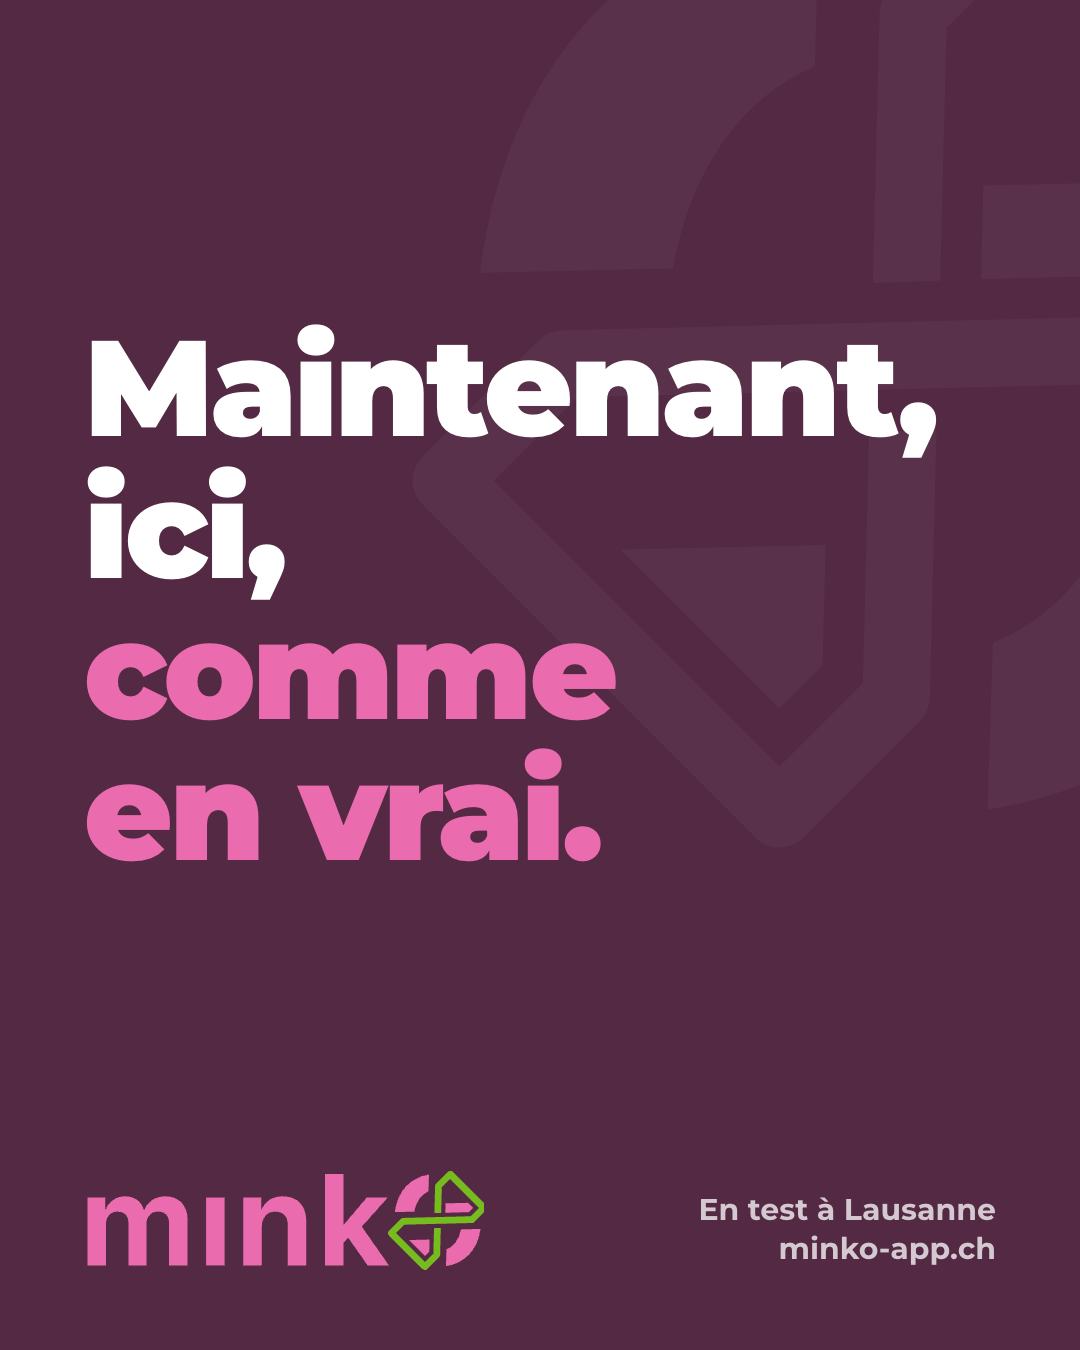 Maintenant,
ici,
comme
en vrai.
minko
En test à Lausanne
minko-app.ch